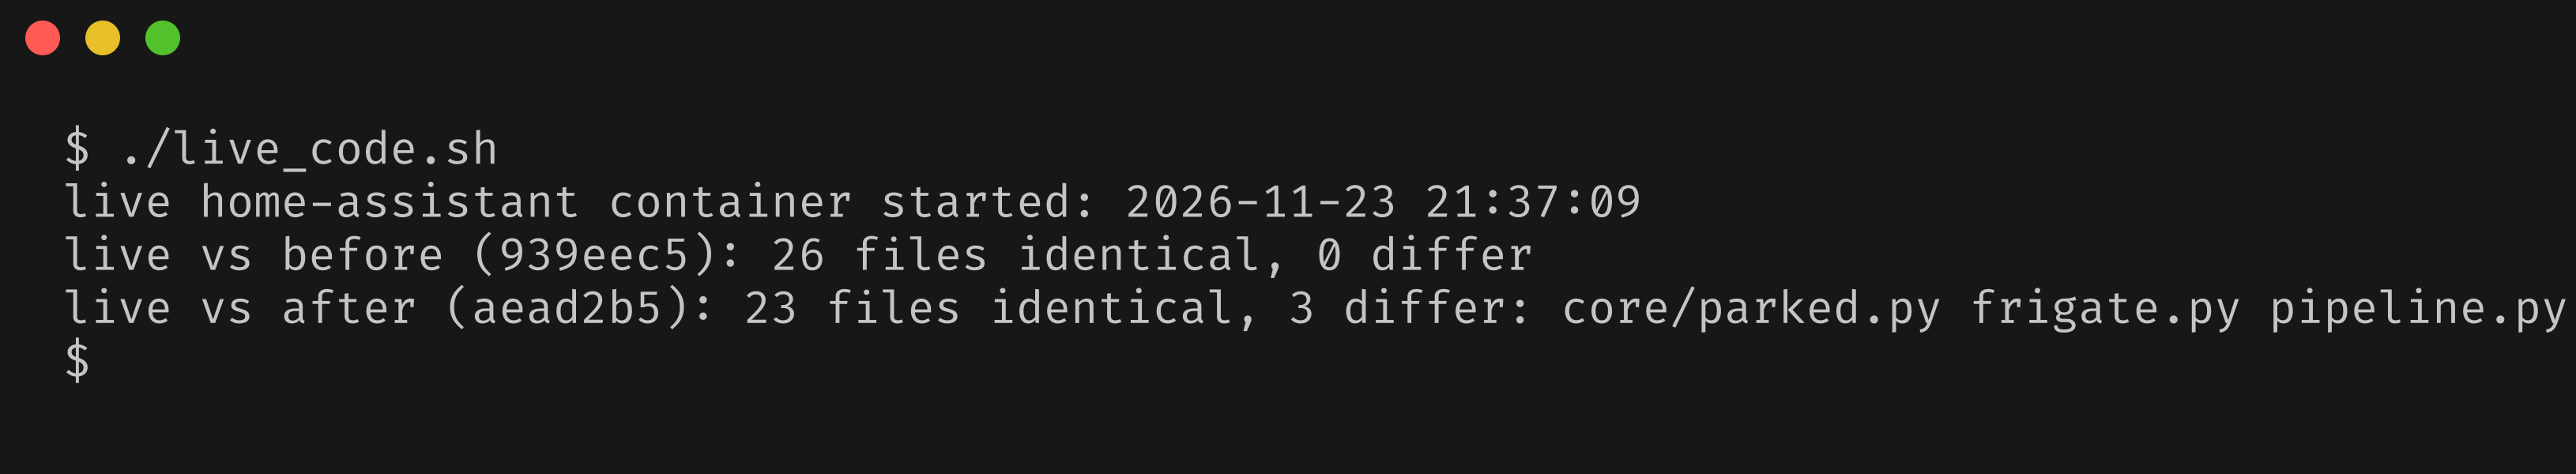 $ ./live_code.sh
live home-assistant container started: 2026-11-23 21:37:09
live vs before (939eec5): 26 files identical, 0 differ
live vs after (aead2b5): 23 files identical, 3 differ: core/parked.py frigate.py pipeline.py
$